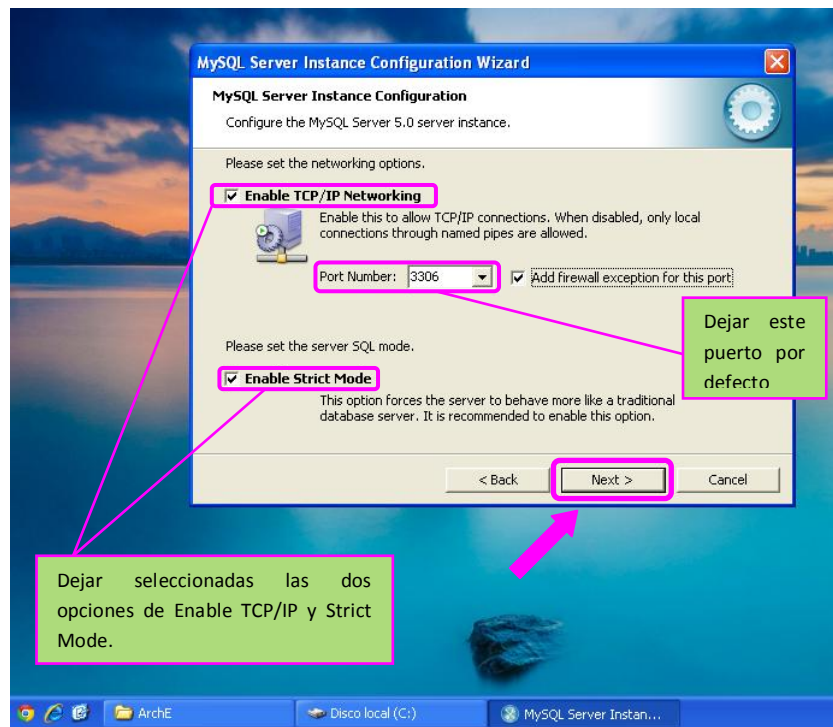 MySQL Server Instance Configuration Wizard
MySQL Server Instance Configuration
Configure the MySQL Server 5.0 server instance.
Please set the networking options.
Enable TCP/IP Networking
Enable this to allow TCP/IP connections. When disabled, only local
connections through named pipes are allowed.
Port Number: 3306
Add firewall exception for this port
Dejar este
puerto por
defecto
Please set the server SQL mode.
Enable Strict Mode
This option forces the server to behave more like a traditional
database server. It is recommended to enable this option.
< Back
Next >
Cancel
Dejar seleccionadas las dos
opciones de Enable TCP/IP y Strict
Mode.
ArchE
Disco local (C:)
MySQL Server Instan...